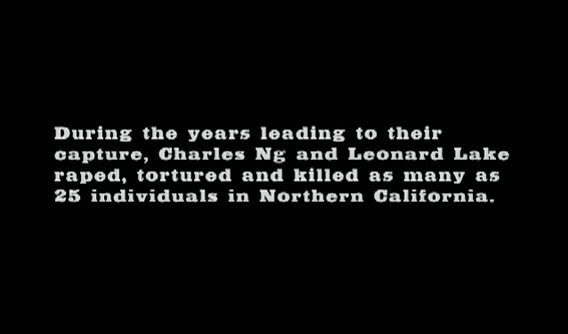 During the years leading to their
capture, Charles Ng and Leonard Lake
raped, tortured and killed as many as
25 individuals in Northern California.